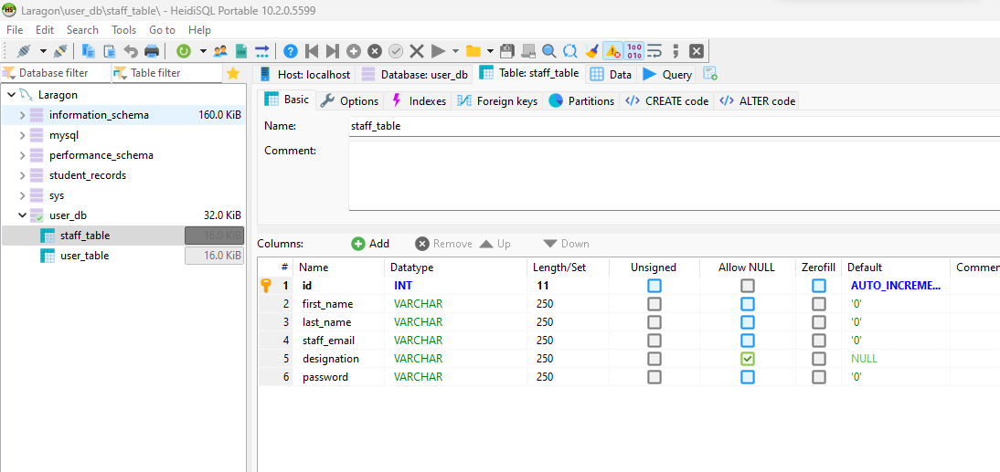 Laragon\user_db\staff_table\ - HeidiSQL Portable 10.2.0.5599
File Edit Search Tools Go to Help
Database filter Table filter
Host: localhost Database: user_db Table: staff_table Data Query
Laragon
information_schema 160.0 KiB
mysql
performance_schema
student_records
sys
user_db 32.0 KiB
staff_table 16.0 KiB
user_table 16.0 KiB
Basic Options Indexes Foreign keys Partitions CREATE code ALTER code
Name: staff_table
Comment:
Columns: Add Remove Up Down
# Name Datatype Length/Set Unsigned Allow NULL Zerofill Default Commen
1 id INT 11 AUTO_INCREME...
2 first_name VARCHAR 250 '0'
3 last_name VARCHAR 250 '0'
4 staff_email VARCHAR 250 '0'
5 designation VARCHAR 250 NULL
6 password VARCHAR 250 '0'